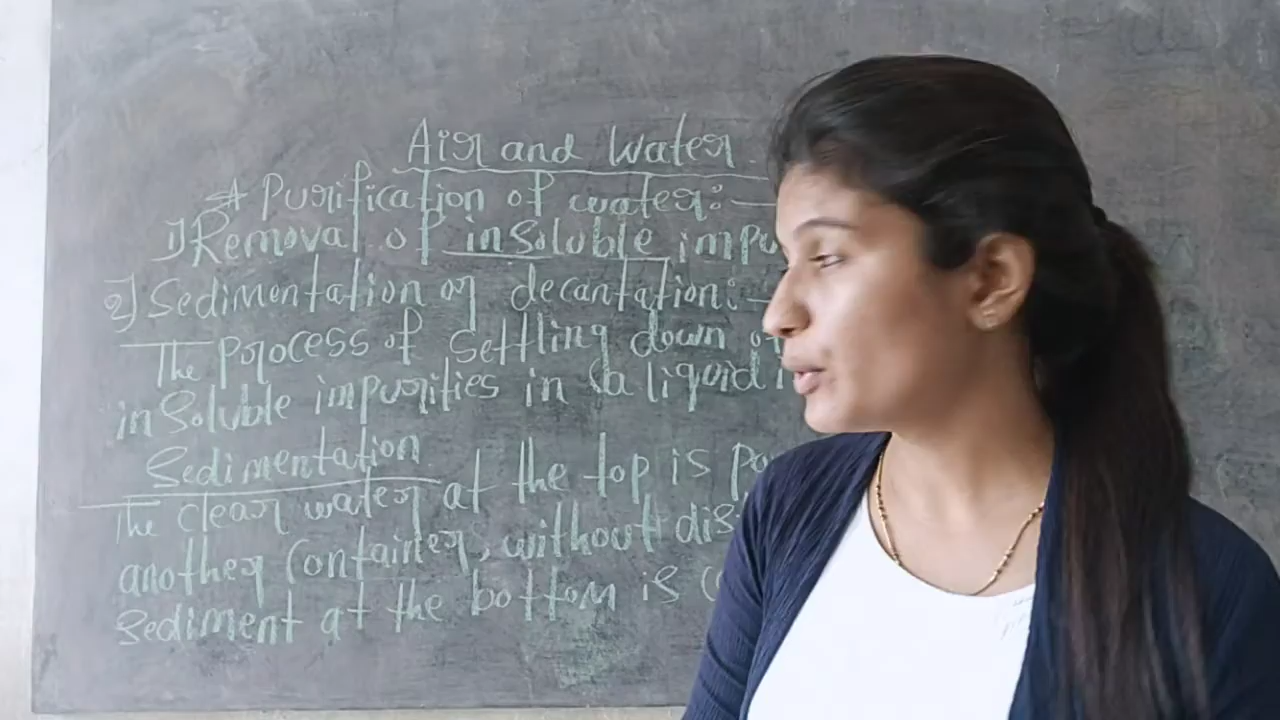 Air and Water
* Purification of water:—
1) Removal of insoluble impu
2) Sedimentation or decantation:—
The process of settling down of
insoluble impurities in a liquid i
Sedimentation
The clear water at the top is po
another container, without dis
Sediment at the bottom is